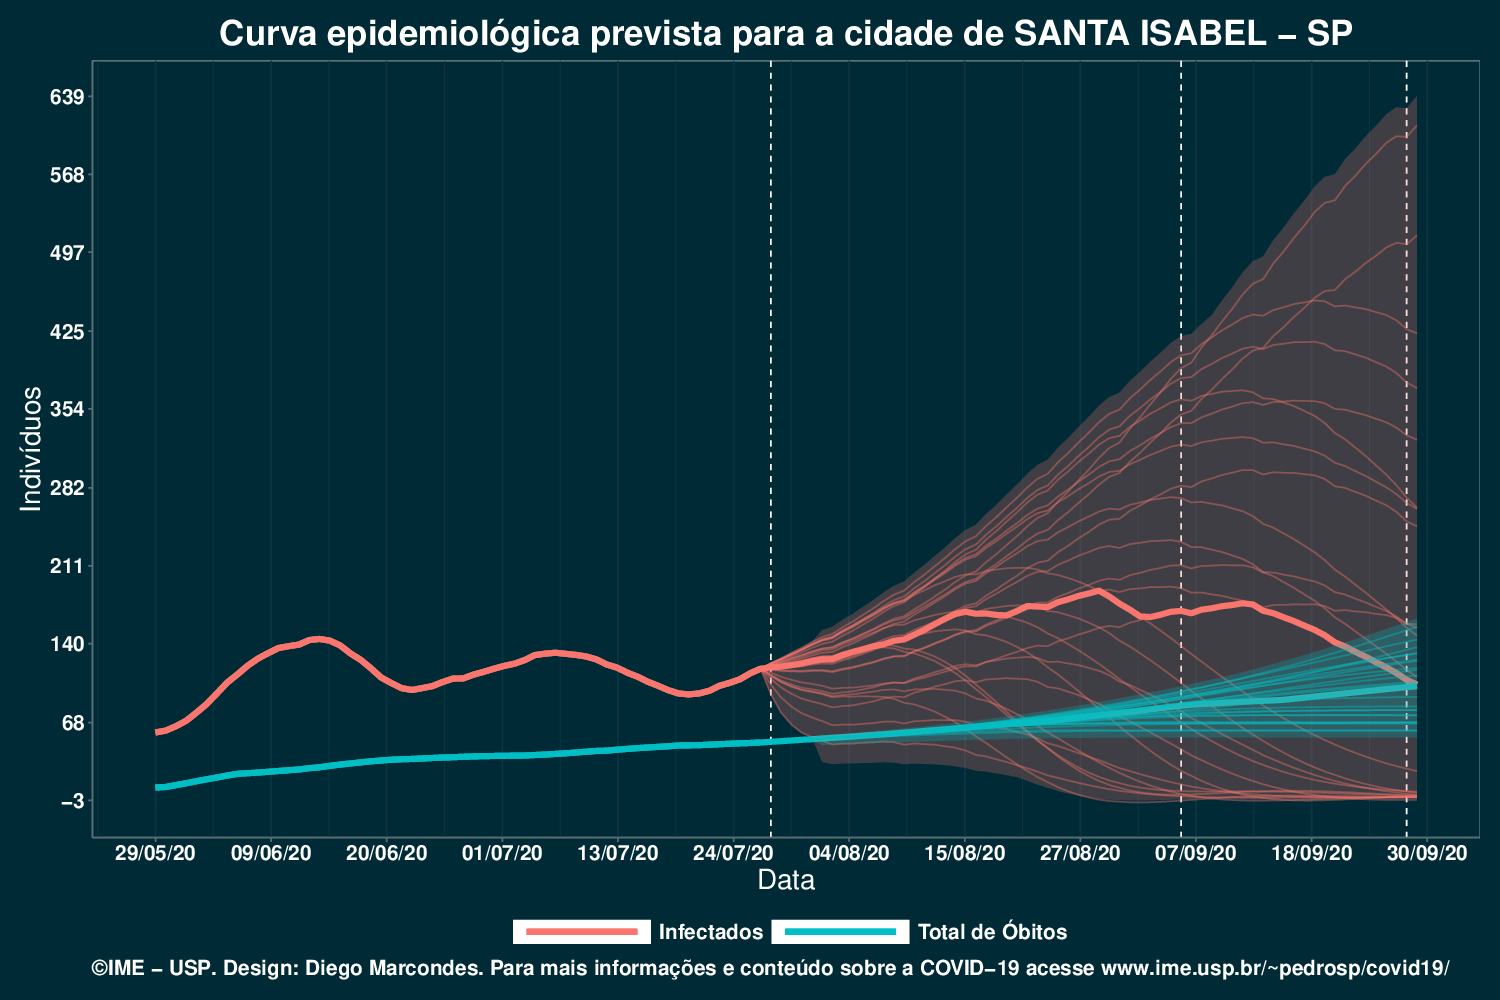 Curva epidemiológica prevista para a cidade de SANTA ISABEL – SP
639
568
497
425
354
282
211
140
68
–3
Indivíduos
29/05/20 09/06/20 20/06/20 01/07/20 13/07/20 24/07/20 04/08/20 15/08/20 27/08/20 07/09/20 18/09/20 30/09/20
Data
Infectados Total de Óbitos
©IME – USP. Design: Diego Marcondes. Para mais informações e conteúdo sobre a COVID–19 acesse www.ime.usp.br/~pedrosp/covid19/